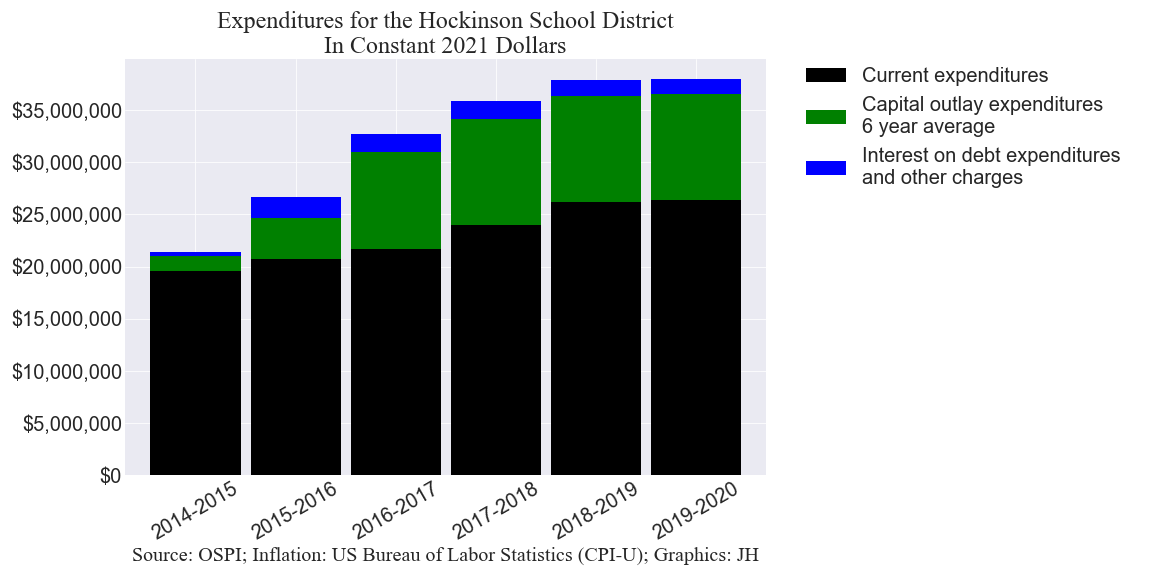 Expenditures for the Hockinson School District
In Constant 2021 Dollars
Current expenditures
Capital outlay expenditures
6 year average
Interest on debt expenditures
and other charges
$35,000,000
$30,000,000
$25,000,000
$20,000,000
$15,000,000
$10,000,000
$5,000,000
$0
2014-2015
2015-2016
2016-2017
2017-2018
2018-2019
2019-2020
Source: OSPI; Inflation: US Bureau of Labor Statistics (CPI-U); Graphics: JH